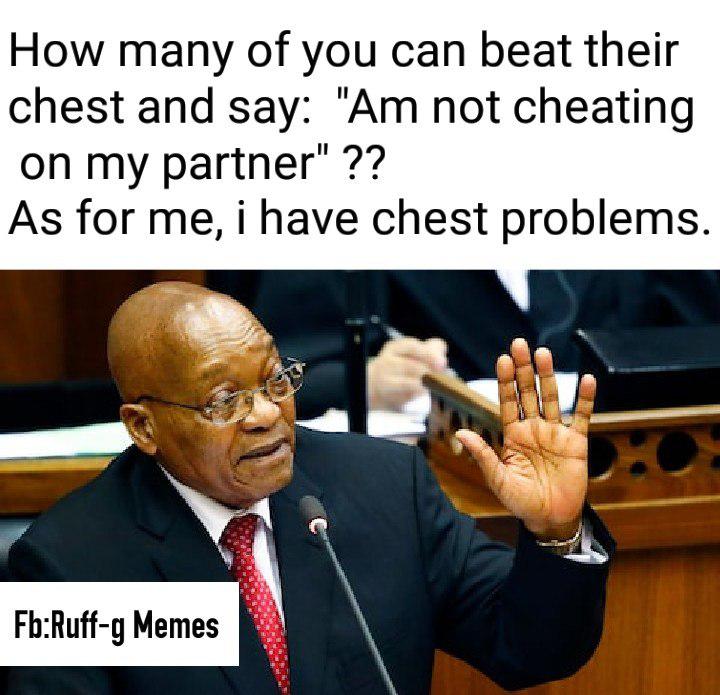 How many of you can beat their
chest and say:  "Am not cheating
on my partner" ??
As for me, i have chest problems.
Fb:Ruff-g Memes